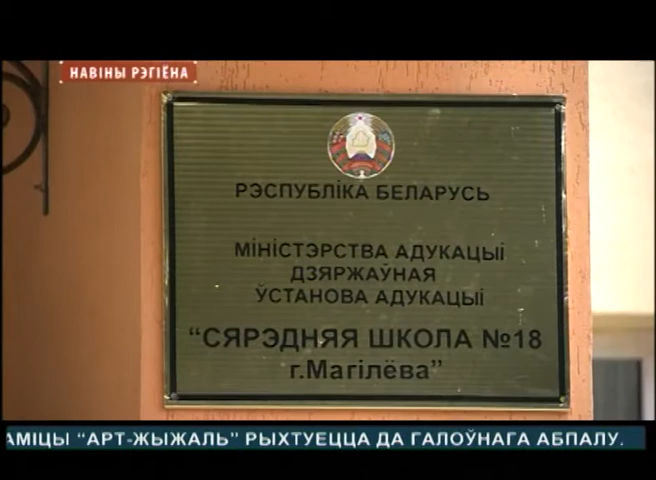 НАВІНЫ РЭГІЁНА
РЭСПУБЛІКА БЕЛАРУСЬ
МІНІСТЭРСТВА АДУКАЦЫІ
ДЗЯРЖАЎНАЯ
ЎСТАНОВА АДУКАЦЫІ
“СЯРЭДНЯЯ ШКОЛА №18
г.Магілёва”
АМІЦЫ “АРТ-ЖЫЖАЛЬ” РЫХТУЕЦЦА ДА ГАЛОЎНАГА АБПАЛУ.